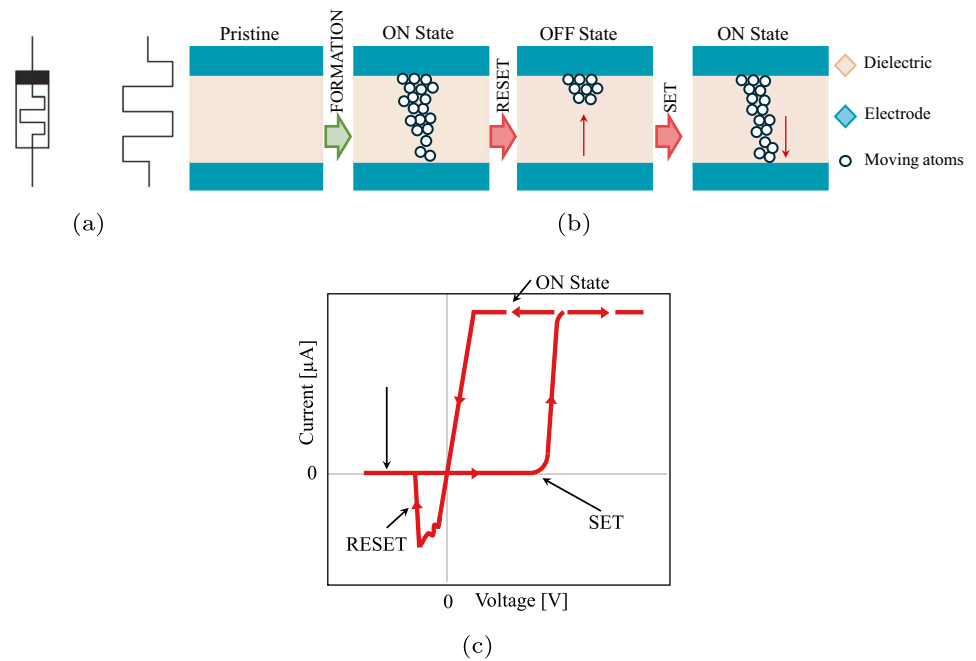 Pristine
FORMATION
ON State
RESET
OFF State
SET
ON State
Dielectric
Electrode
Moving atoms
(a)
(b)
ON State
Current [µA]
0
RESET
SET
0
Voltage [V]
(c)